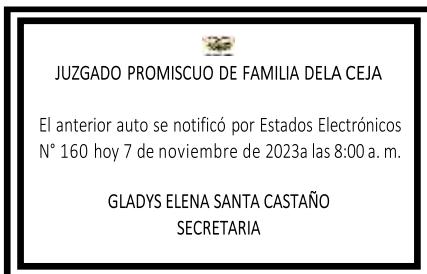 JUZGADO PROMISCUO DE FAMILIA DELA CEJA
El anterior auto se notificó por Estados Electrónicos
N° 160 hoy 7 de noviembre de 2023a las 8:00 a. m.
GLADYS ELENA SANTA CASTAÑO
SECRETARIA